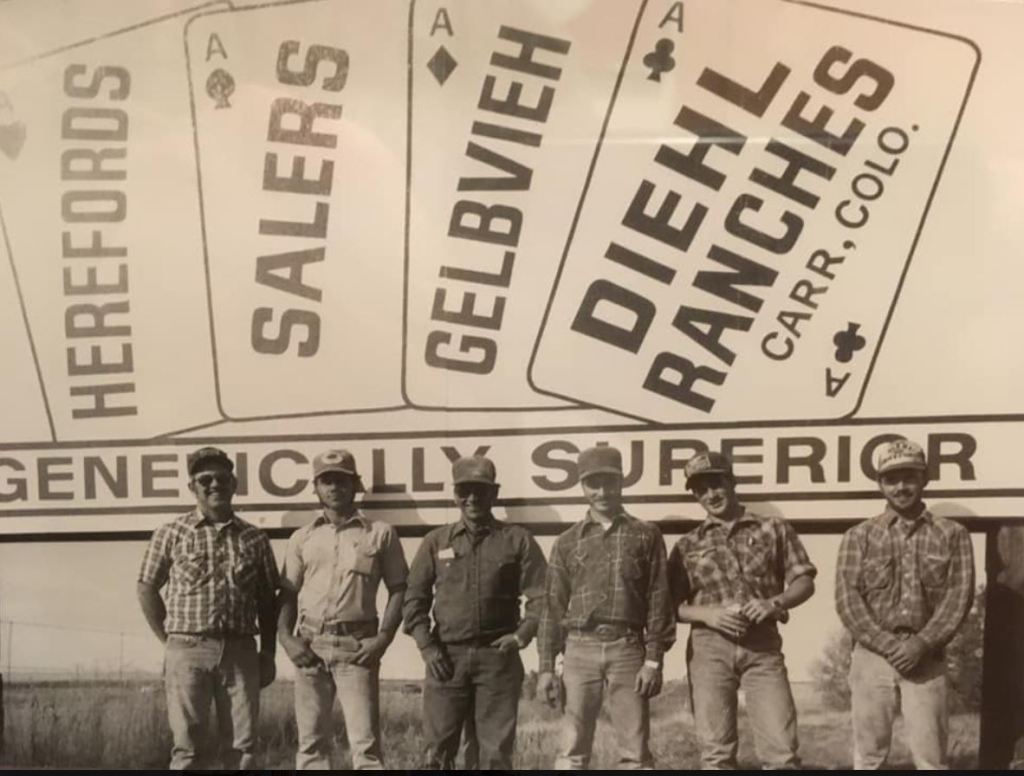 A
HEREFORDS
A
SALERS
A
GELBVIEH
A
DIEHL
RANCHES
CARR, COLO.
A
GENETICALLY SUPERIOR